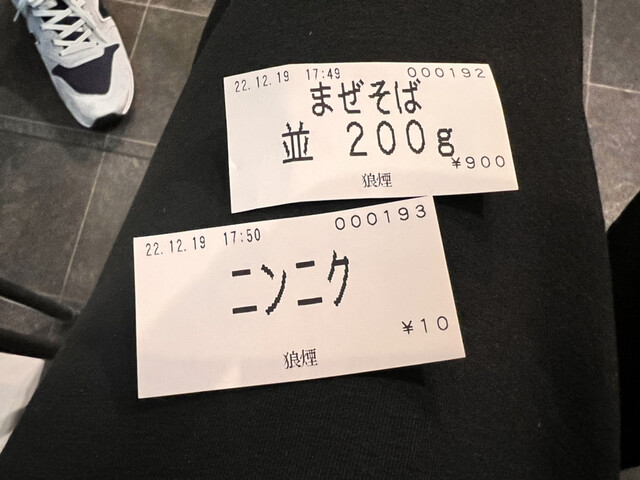 22.12.19 17:49 000192
まぜそば
並 200g
¥900
狼煙
22.12.19 17:50 000193
ニンニク
¥10
狼煙